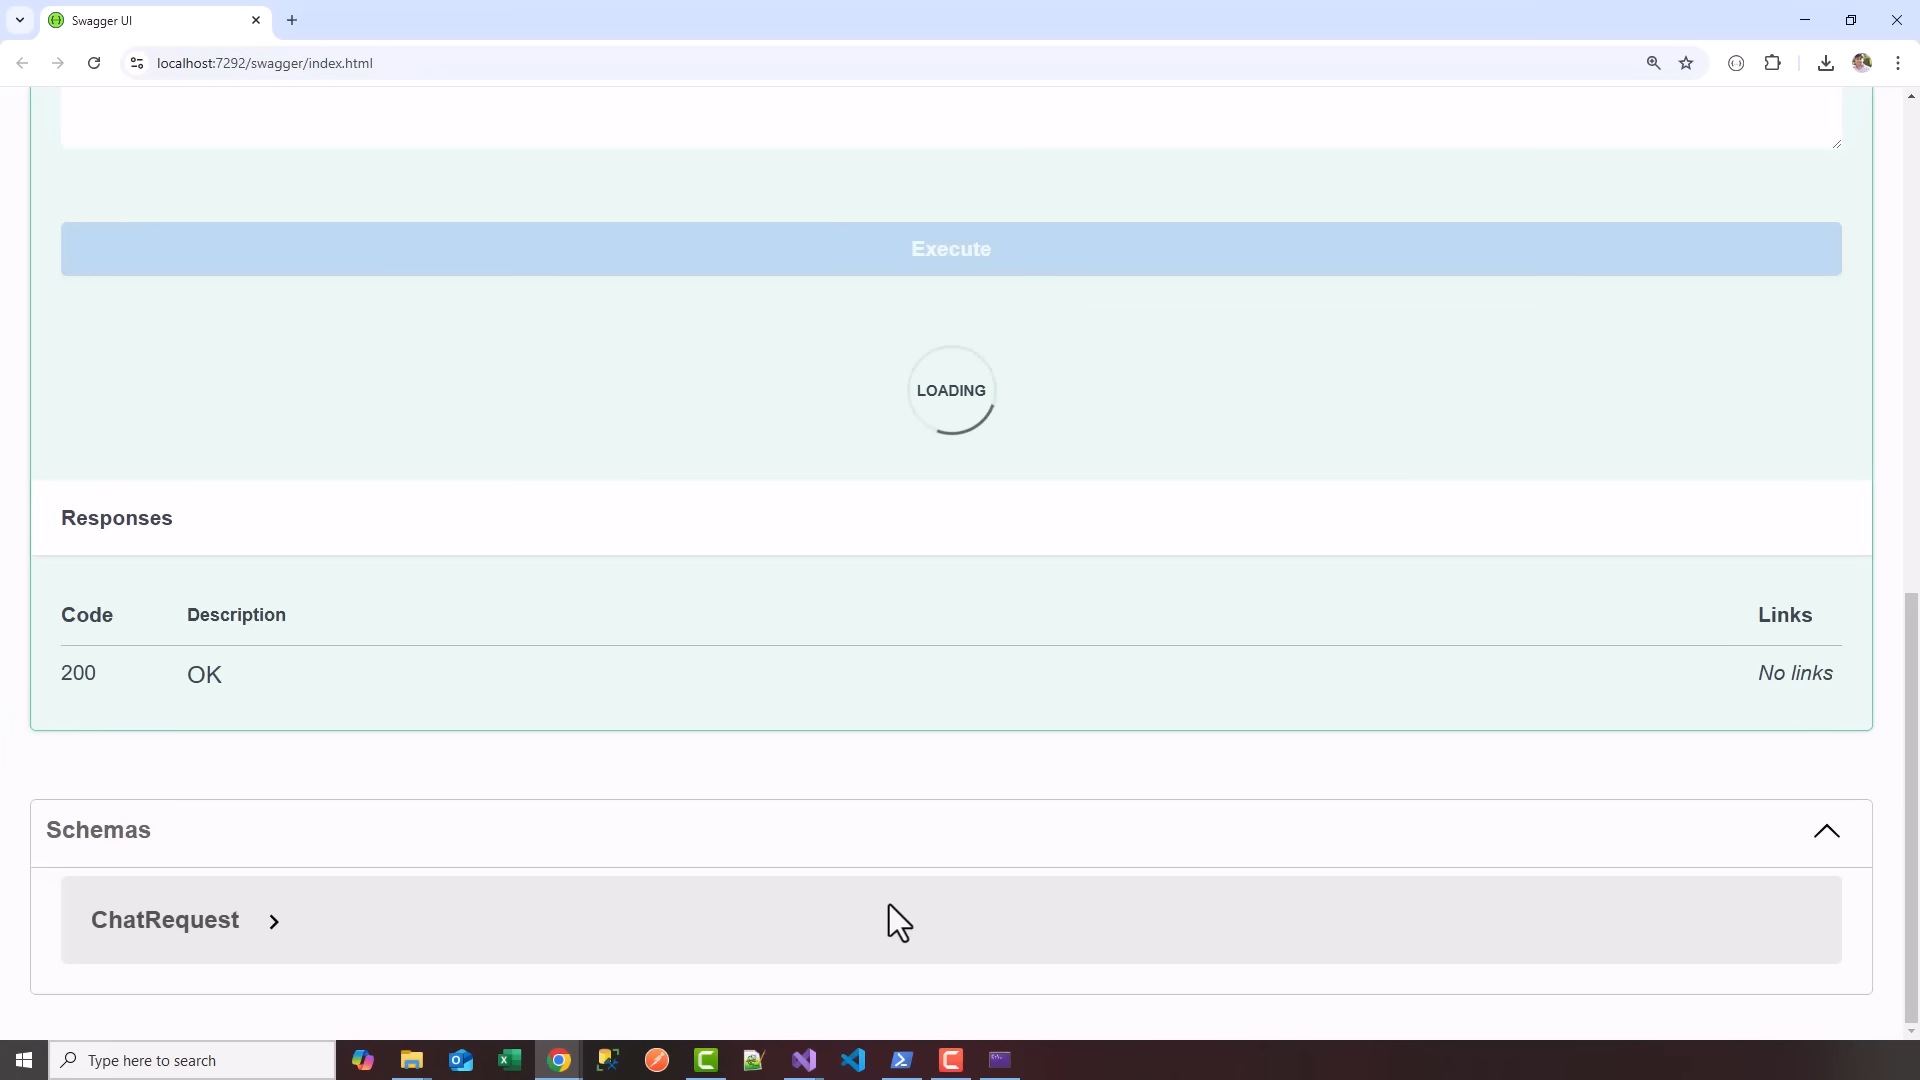 Swagger UI
localhost:7292/swagger/index.html
Execute
LOADING
Responses
Code Description Links
200 OK No links
Schemas
ChatRequest
Type here to search